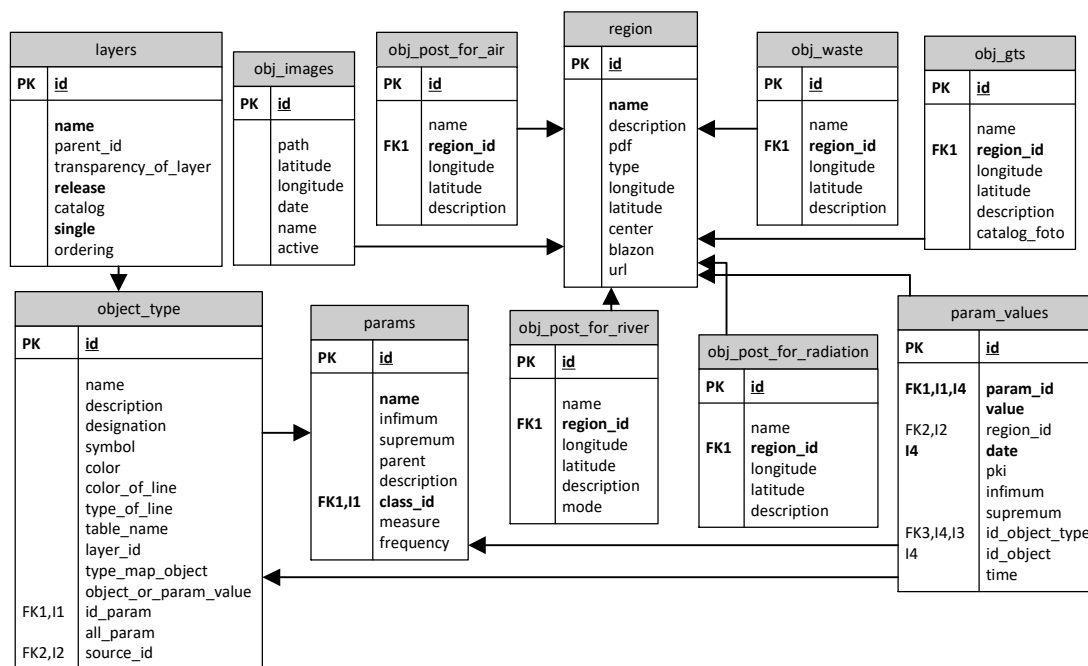 layers
PK id
name
parent_id
transparency_of_layer
release
catalog
single
ordering
obj_images
PK id
path
latitude
longitude
date
name
active
obj_post_for_air
PK id
name
FK1 region_id
longitude
latitude
description
region
PK id
name
description
pdf
type
longitude
latitude
center
blazon
url
obj_waste
PK id
name
FK1 region_id
longitude
latitude
description
obj_gts
PK id
name
FK1 region_id
longitude
latitude
description
catalog_foto
object_type
PK id
name
description
designation
symbol
color
color_of_line
type_of_line
table_name
layer_id
type_map_object
object_or_param_value
FK1,I1 id_param
all_param
FK2,I2 source_id
params
PK id
name
infimum
supremum
parent
description
FK1,I1 class_id
measure
frequency
obj_post_for_river
PK id
name
FK1 region_id
longitude
latitude
description
mode
obj_post_for_radiation
PK id
name
FK1 region_id
longitude
latitude
description
param_values
PK id
FK1,I1,I4 param_id
value
FK2,I2 region_id
I4 date
pki
infimum
supremum
FK3,I4,I3 id_object_type
I4 id_object
time